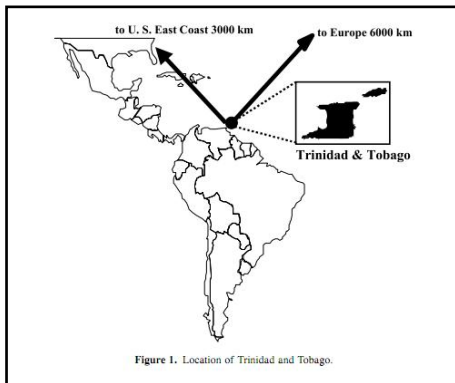 to U. S. East Coast 3000 km
to Europe 6000 km
Trinidad & Tobago
Figure 1. Location of Trinidad and Tobago.